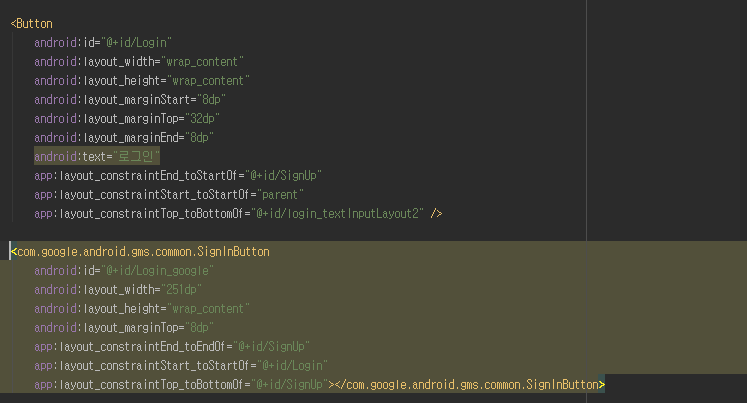 <Button
android:id="@+id/Login"
android:layout_width="wrap_content"
android:layout_height="wrap_content"
android:layout_marginStart="8dp"
android:layout_marginTop="32dp"
android:layout_marginEnd="8dp"
android:text="로그인"
app:layout_constraintEnd_toStartOf="@+id/SignUp"
app:layout_constraintStart_toStartOf="parent"
app:layout_constraintTop_toBottomOf="@+id/login_textInputLayout2" />
<com.google.android.gms.common.SignInButton
android:id="@+id/Login_google"
android:layout_width="251dp"
android:layout_height="wrap_content"
android:layout_marginTop="8dp"
app:layout_constraintEnd_toEndOf="@+id/SignUp"
app:layout_constraintStart_toStartOf="@+id/Login"
app:layout_constraintTop_toBottomOf="@+id/SignUp"></com.google.android.gms.common.SignInButton>